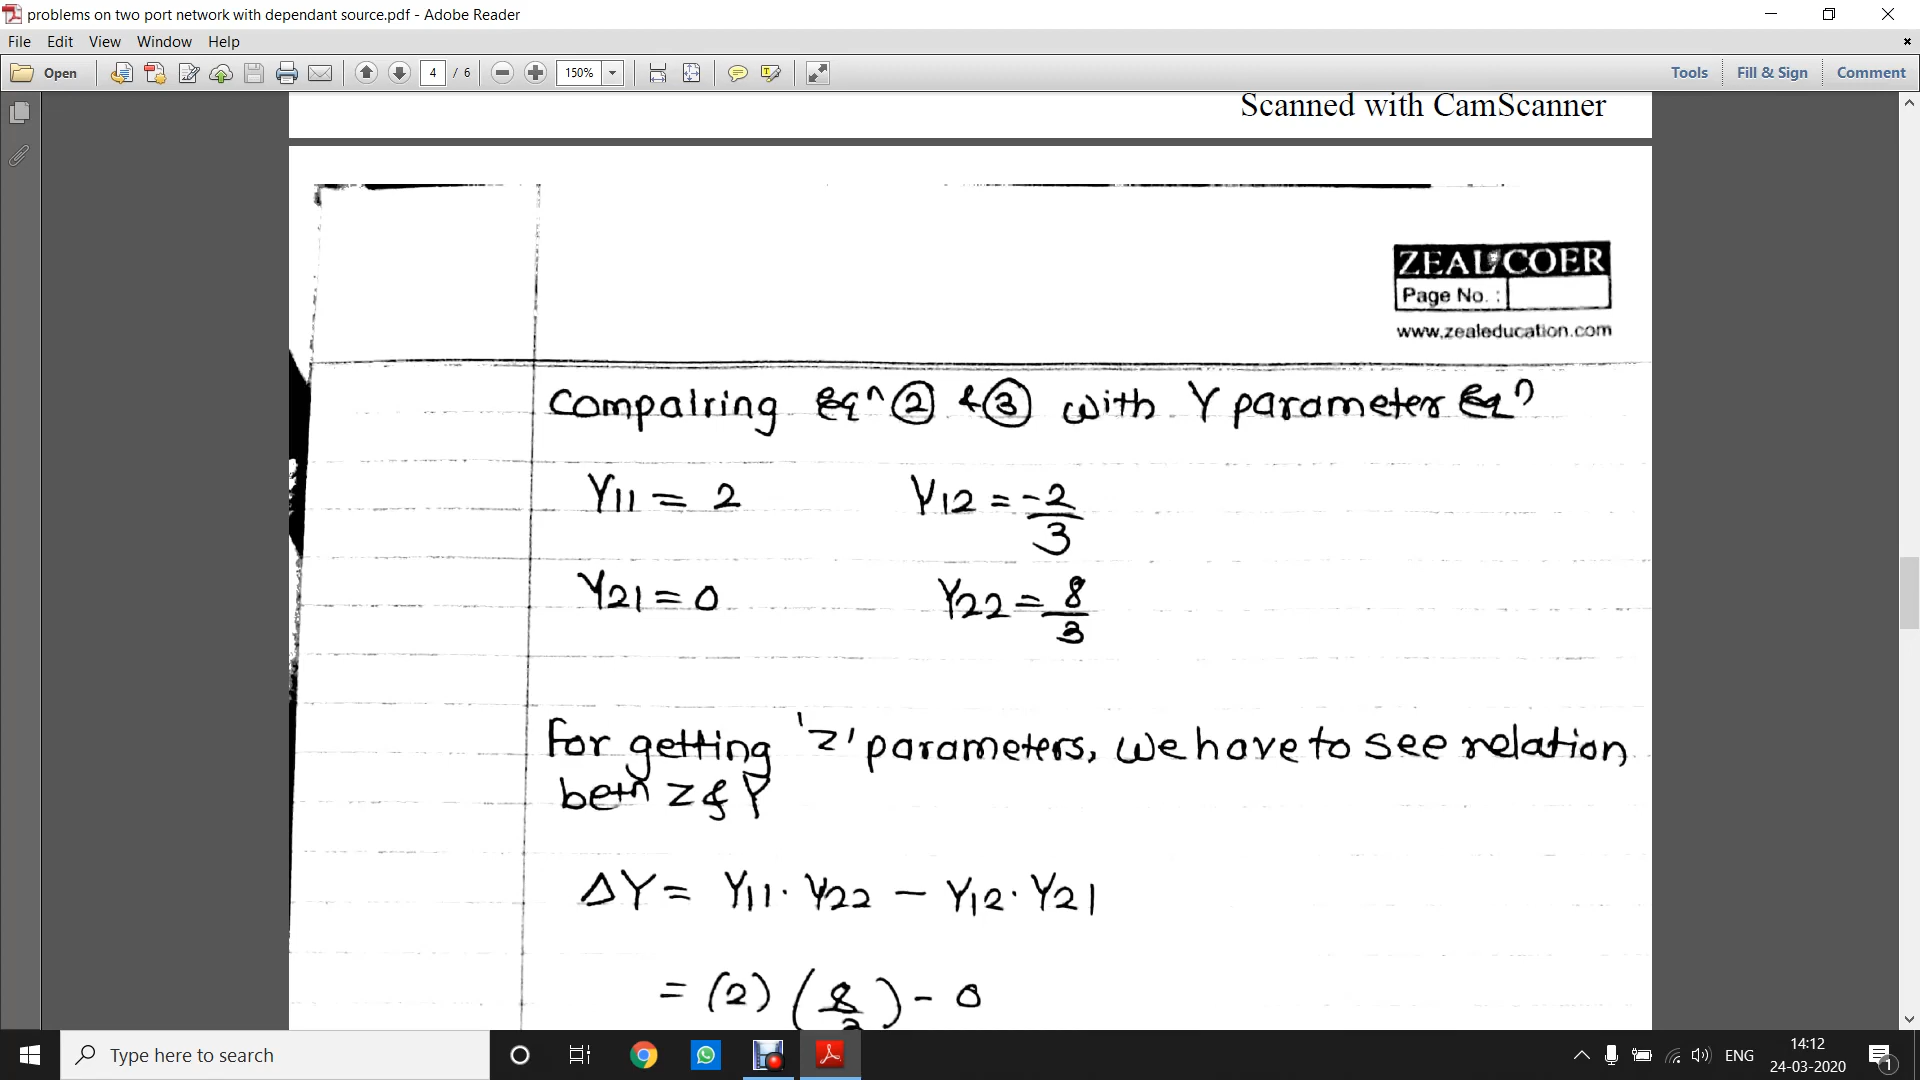 problems on two port network with dependant source.pdf - Adobe Reader
File Edit View Window Help
Open 4 / 6 150% Tools Fill & Sign Comment
Scanned with CamScanner
ZEAL COER
Page No. :
www.zealeducation.com
Compairing Eqⁿ ② & ③ with Y parameter Eqⁿ
Y11 = 2 Y12 = -2/3
Y21 = 0 Y22 = 8/3
For getting 'Z' parameters, we have to see relation
betn Z & Y
ΔY = Y11 · Y22 - Y12 · Y21
= (2) (8/3) - 0
Type here to search
ENG
14:12
24-03-2020
1